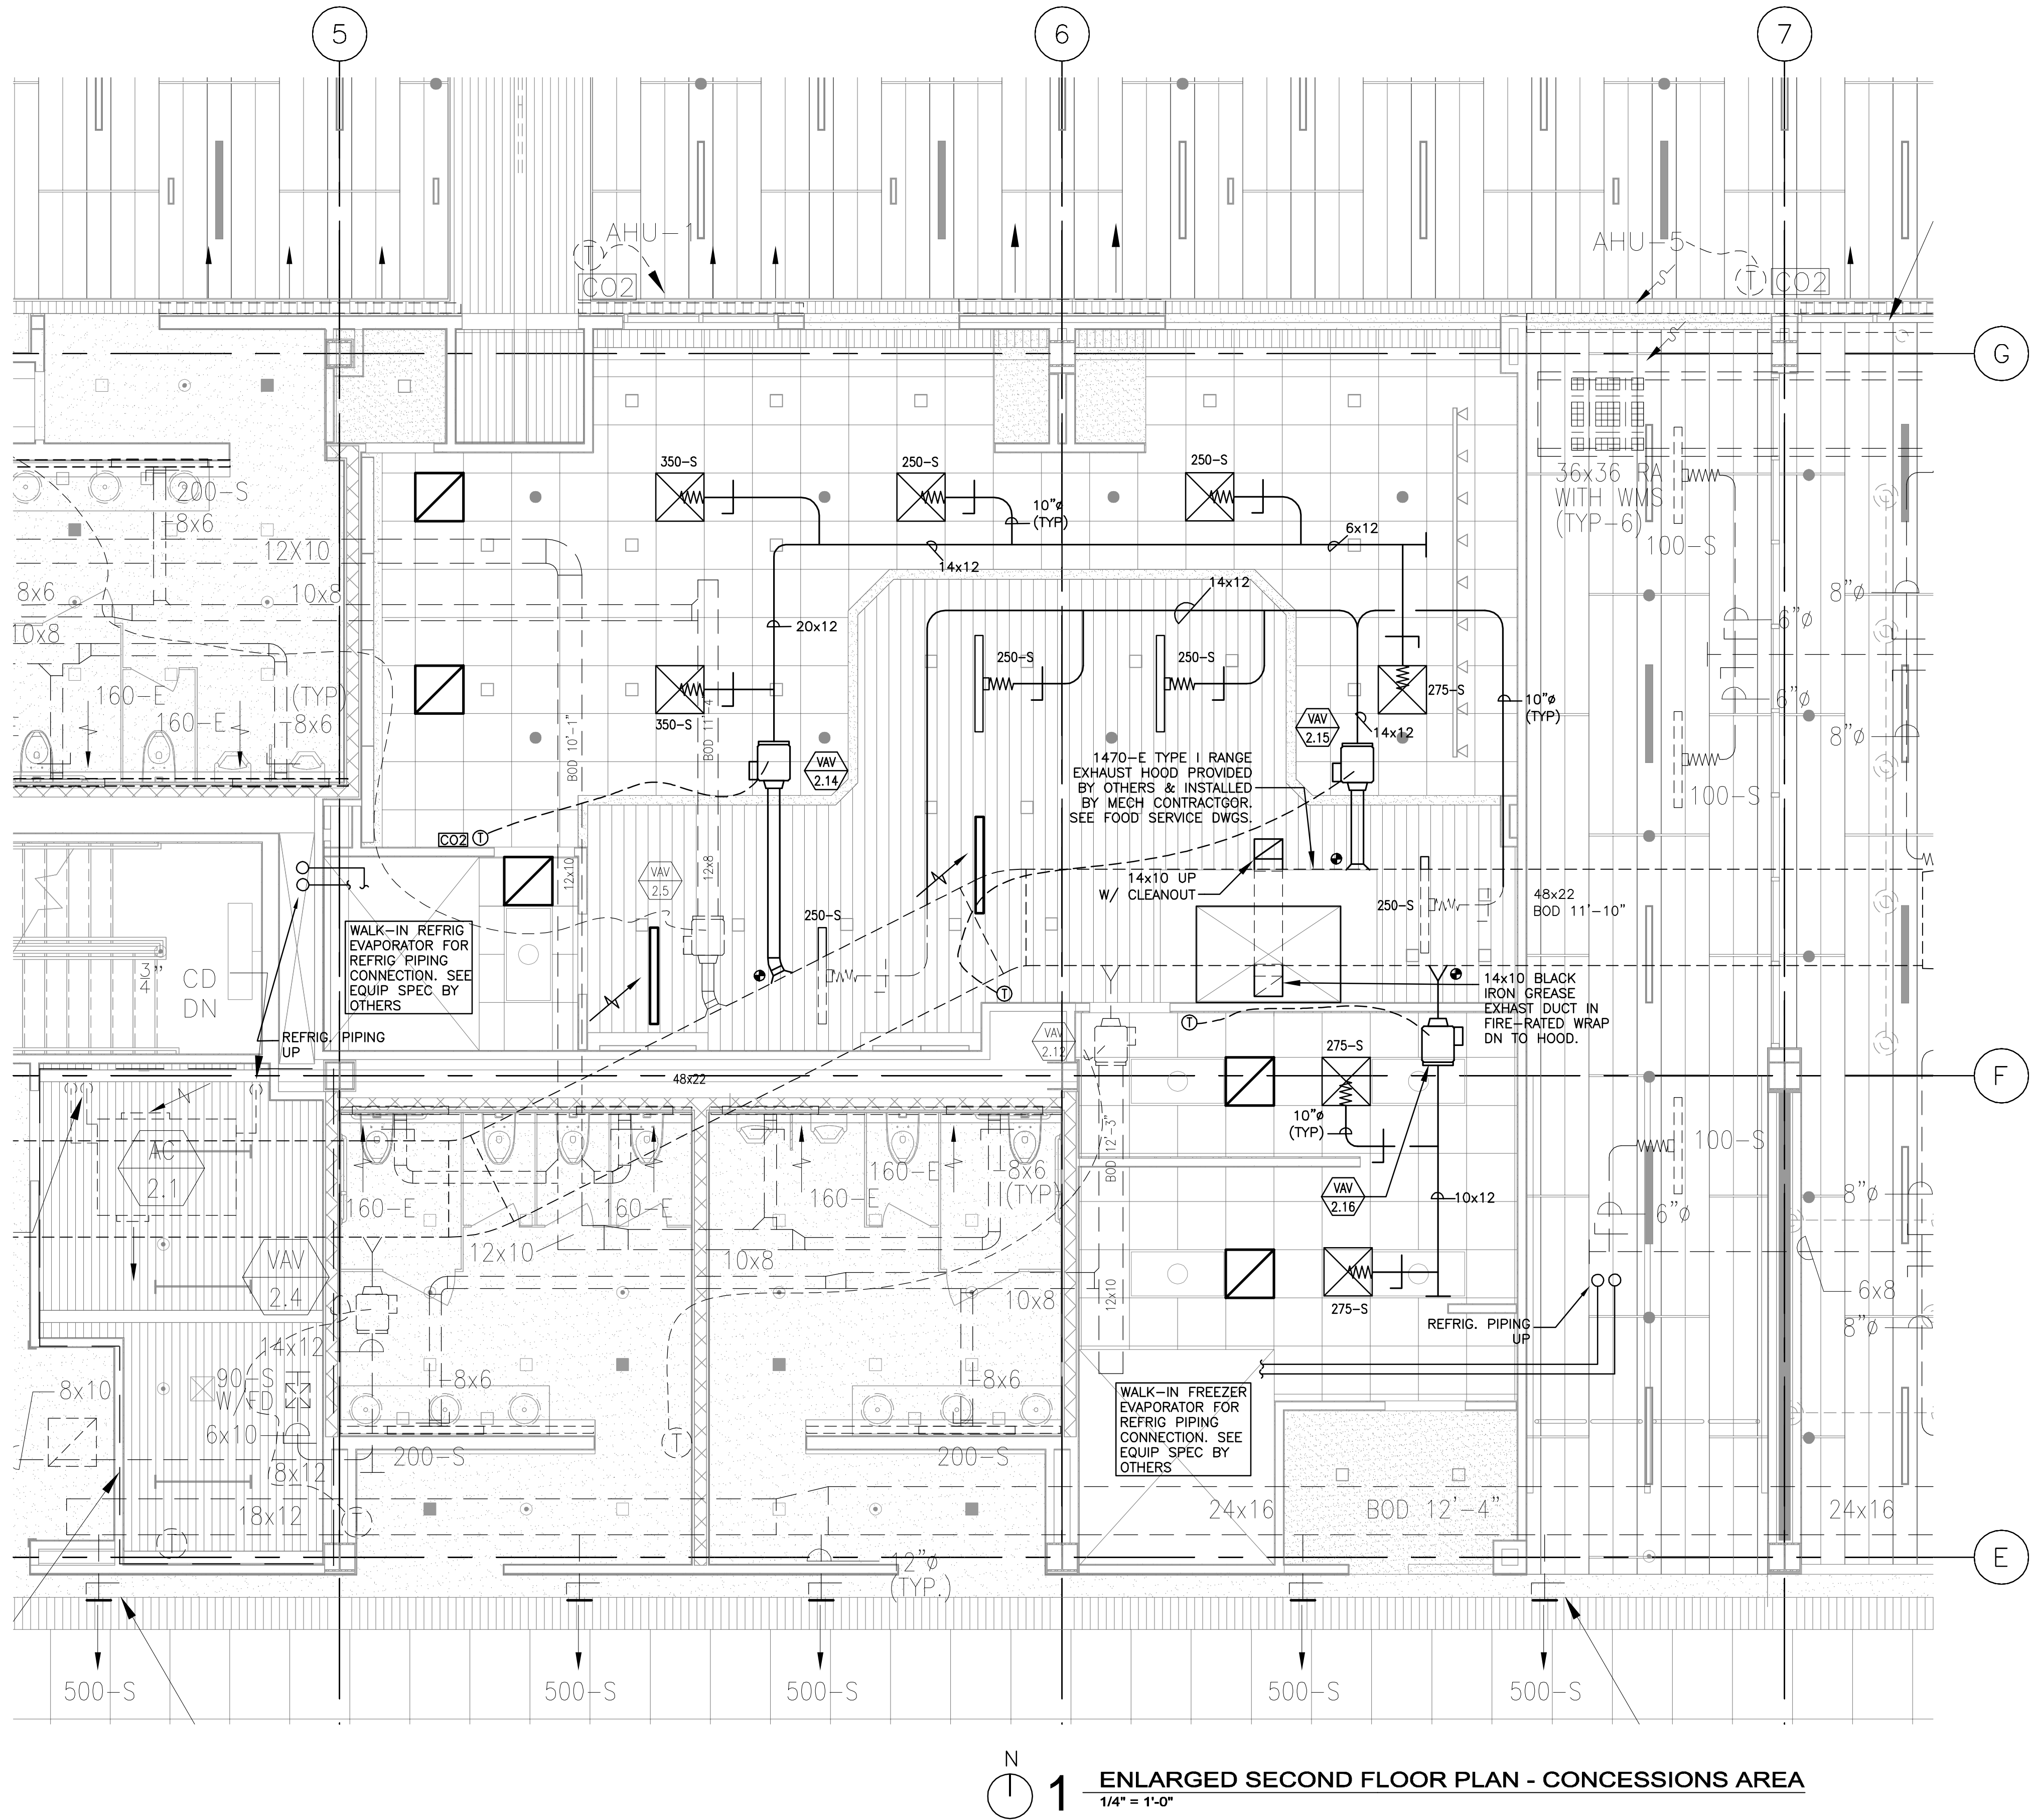 5
6
7
AHU-1
T
CO2
AHU-5
T
CO2
G
350-S
250-S
250-S
10"ø
(TYP)
6x12
14x12
14x12
20x12
36x36 RA
WITH WMS
(TYP-6)
100-S
200-S
8x6
12X10
8x6
10x8
10x8
160-E
160-E
(TYP)
8x6
350-S
250-S
250-S
275-S
10"ø
(TYP)
6"ø
8"ø
6"ø
8"ø
BOD 10'-1"
BOD 11'-4"
VAV
2.14
VAV
2.15
14x12
1470-E TYPE I RANGE
EXHAUST HOOD PROVIDED
BY OTHERS & INSTALLED
BY MECH CONTRACTGOR.
SEE FOOD SERVICE DWGS.
100-S
CO2
T
12x10
VAV
2.5
12x8
14x10 UP
W/ CLEANOUT
250-S
250-S
48x22
BOD 11'-10"
WALK-IN REFRIG
EVAPORATOR FOR
REFRIG PIPING
CONNECTION. SEE
EQUIP SPEC BY
OTHERS
3/4"
CD
DN
REFRIG. PIPING
UP
T
14x10 BLACK
IRON GREASE
EXHAST DUCT IN
FIRE-RATED WRAP
DN TO HOOD.
VAV
2.12
T
275-S
48x22
F
10"ø
(TYP)
BOD 12'-3"
AC
2.1
160-E
160-E
160-E
160-E
8x6
(TYP)
100-S
VAV
2.16
10x12
6"ø
8"ø
12x10
10x8
VAV
2.4
10x8
12x10
275-S
REFRIG. PIPING
UP
6x8
8"ø
14x12
90-S
W/FD
8x10
8x6
8x6
6x10
WALK-IN FREEZER
EVAPORATOR FOR
REFRIG PIPING
CONNECTION. SEE
EQUIP SPEC BY
OTHERS
T
200-S
200-S
8x12
18x12
T
T
24x16
BOD 12'-4"
24x16
E
12"ø
(TYP.)
500-S
500-S
500-S
500-S
500-S
N
1
ENLARGED SECOND FLOOR PLAN - CONCESSIONS AREA
1/4" = 1'-0"